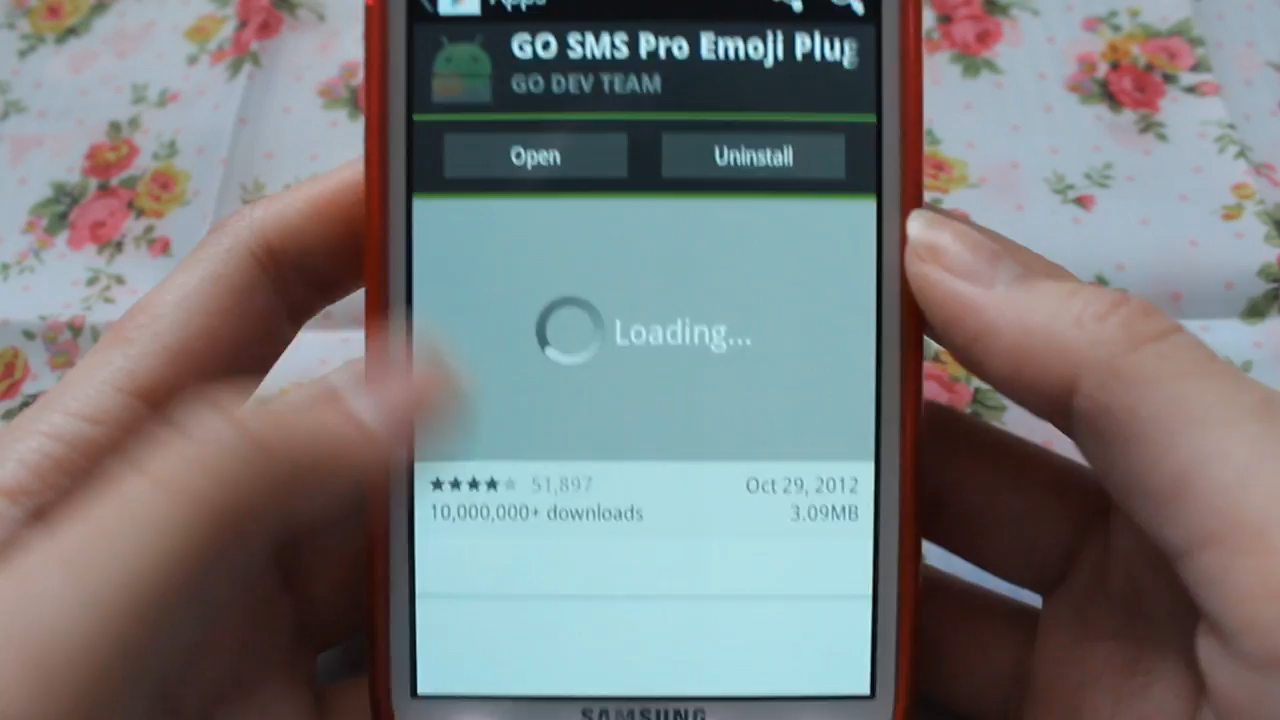 Apps
GO SMS Pro Emoji Plug
GO DEV TEAM
Open
Uninstall
Loading...
51,897
Oct 29, 2012
10,000,000+ downloads
3.09MB
SAMSUNG